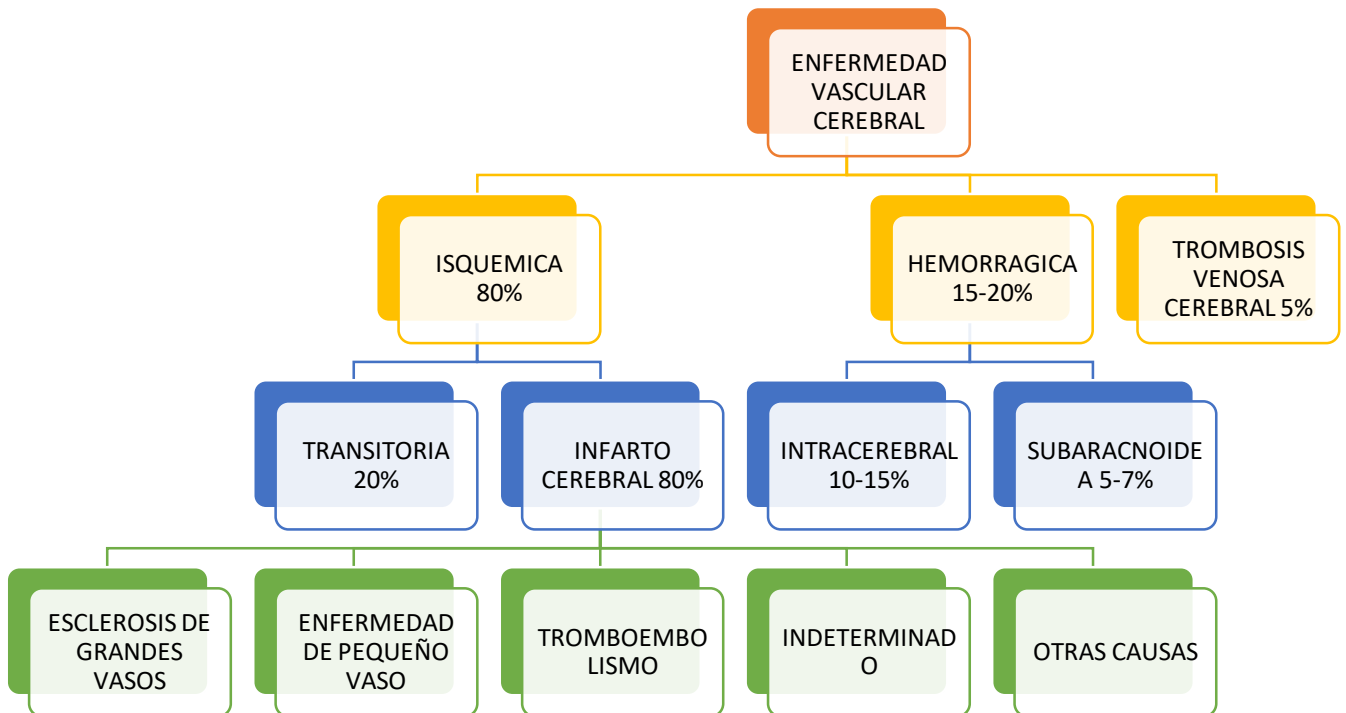 ENFERMEDAD
VASCULAR
CEREBRAL
ISQUEMICA
80%
HEMORRAGICA
15-20%
TROMBOSIS
VENOSA
CEREBRAL 5%
TRANSITORIA
20%
INFARTO
CEREBRAL 80%
INTRACEREBRAL
10-15%
SUBARACNOIDE
A 5-7%
ESCLEROSIS DE
GRANDES
VASOS
ENFERMEDAD
DE PEQUEÑO
VASO
TROMBOEMBO
LISMO
INDETERMINAD
O
OTRAS CAUSAS